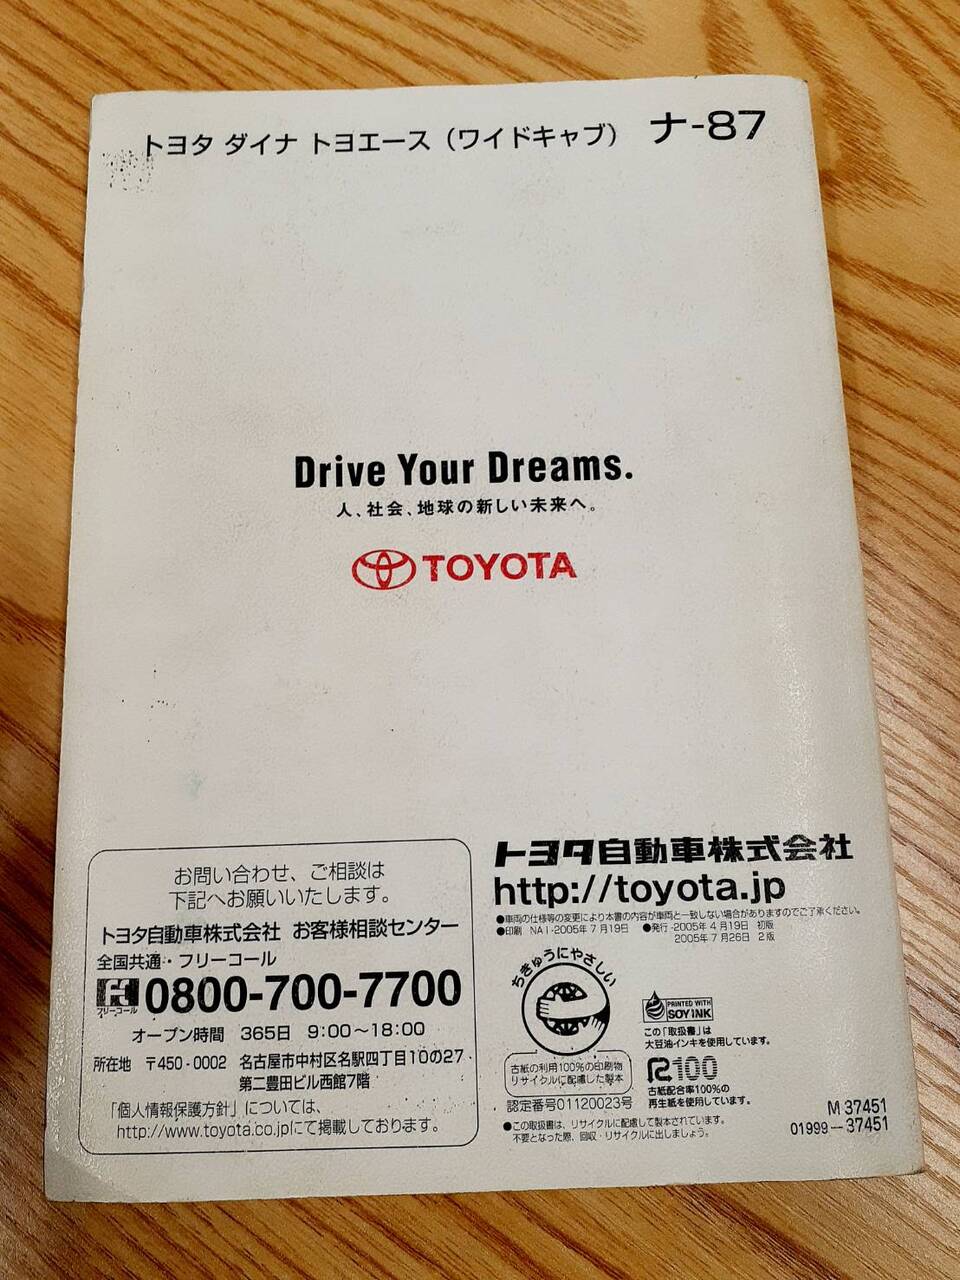 トヨタ ダイナ トヨエース（ワイドキャブ） ナ-87
Drive Your Dreams.
人、社会、地球の新しい未来へ。
TOYOTA
お問い合わせ、ご相談は
下記へお願いいたします。
トヨタ自動車株式会社 お客様相談センター
全国共通・フリーコール
フリーコール 0800-700-7700
オープン時間 365日 9:00〜18:00
所在地 〒450-0002 名古屋市中村区名駅四丁目10の27
第二豊田ビル西館7階
「個人情報保護方針」については、
http://www.toyota.co.jpにて掲載しております。
トヨタ自動車株式会社
http://toyota.jp
●車両の仕様等の変更により本書の内容が車両と一致しない場合がありますのでご了承ください。
●印刷 NAI-2005年7月19日 ●発行-2005年4月19日 初版
2005年7月26日 2版
ちきゅうにやさしい
古紙の利用100%の印刷物
リサイクルに配慮した製本
認定番号01120023号
PRINTED WITH
SOY INK
この「取扱書」は
大豆油インキを使用しています。
R100
古紙配合率100%の
再生紙を使用しています。
●この取扱書は、リサイクルに配慮して製本されています。
不要となった際、回収・リサイクルに出しましょう。
M 37451
01999—37451